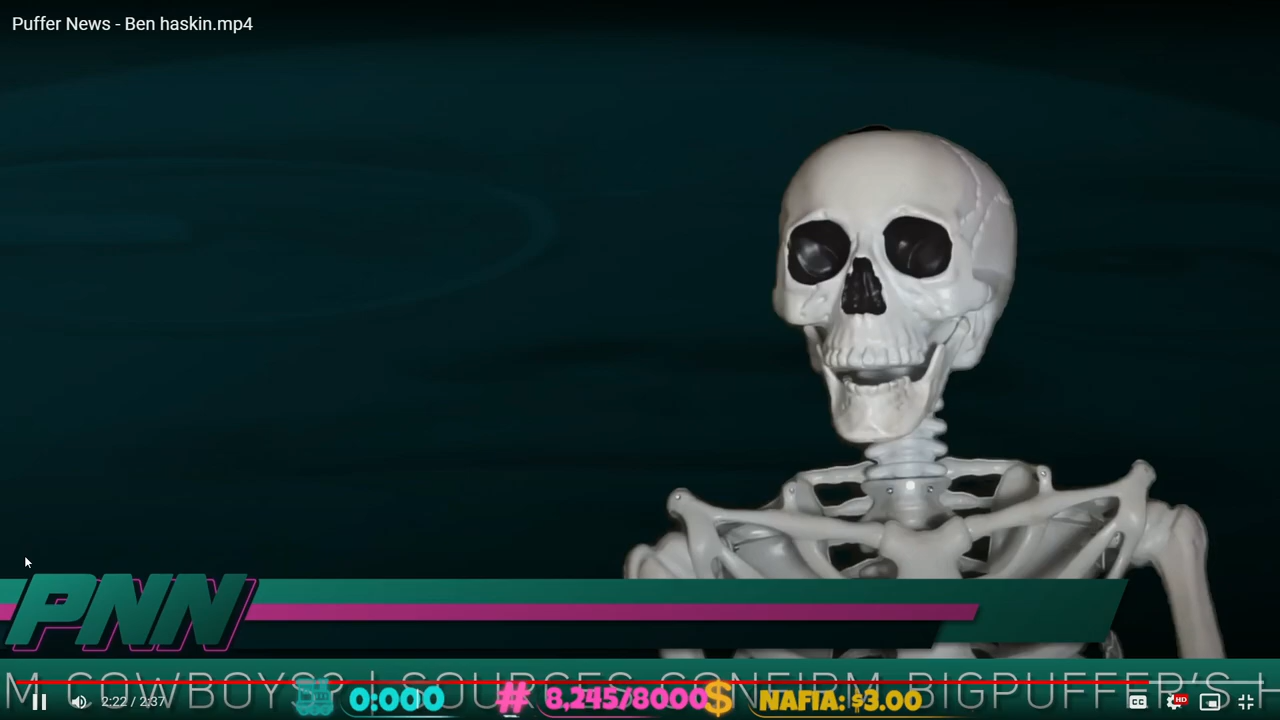 Puffer News - Ben haskin.mp4
PNN
M COWBOYS? | SOURCES CONFIRM BIGPUFFER'S H
2:22 / 2:37
0:000
# 8,245/8000
$ NAFIA: $3.00
HD